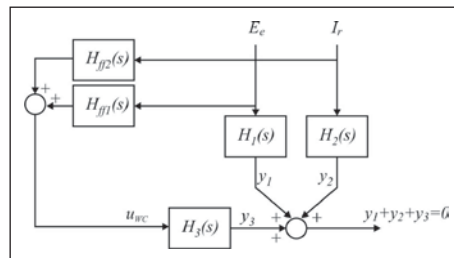 E_e I_r
H_ff2(s)
+
+ H_ff1(s)
H_1(s) H_2(s)
y_1 y_2
u_WC H_3(s) y_3 + + y_1+y_2+y_3=0
+